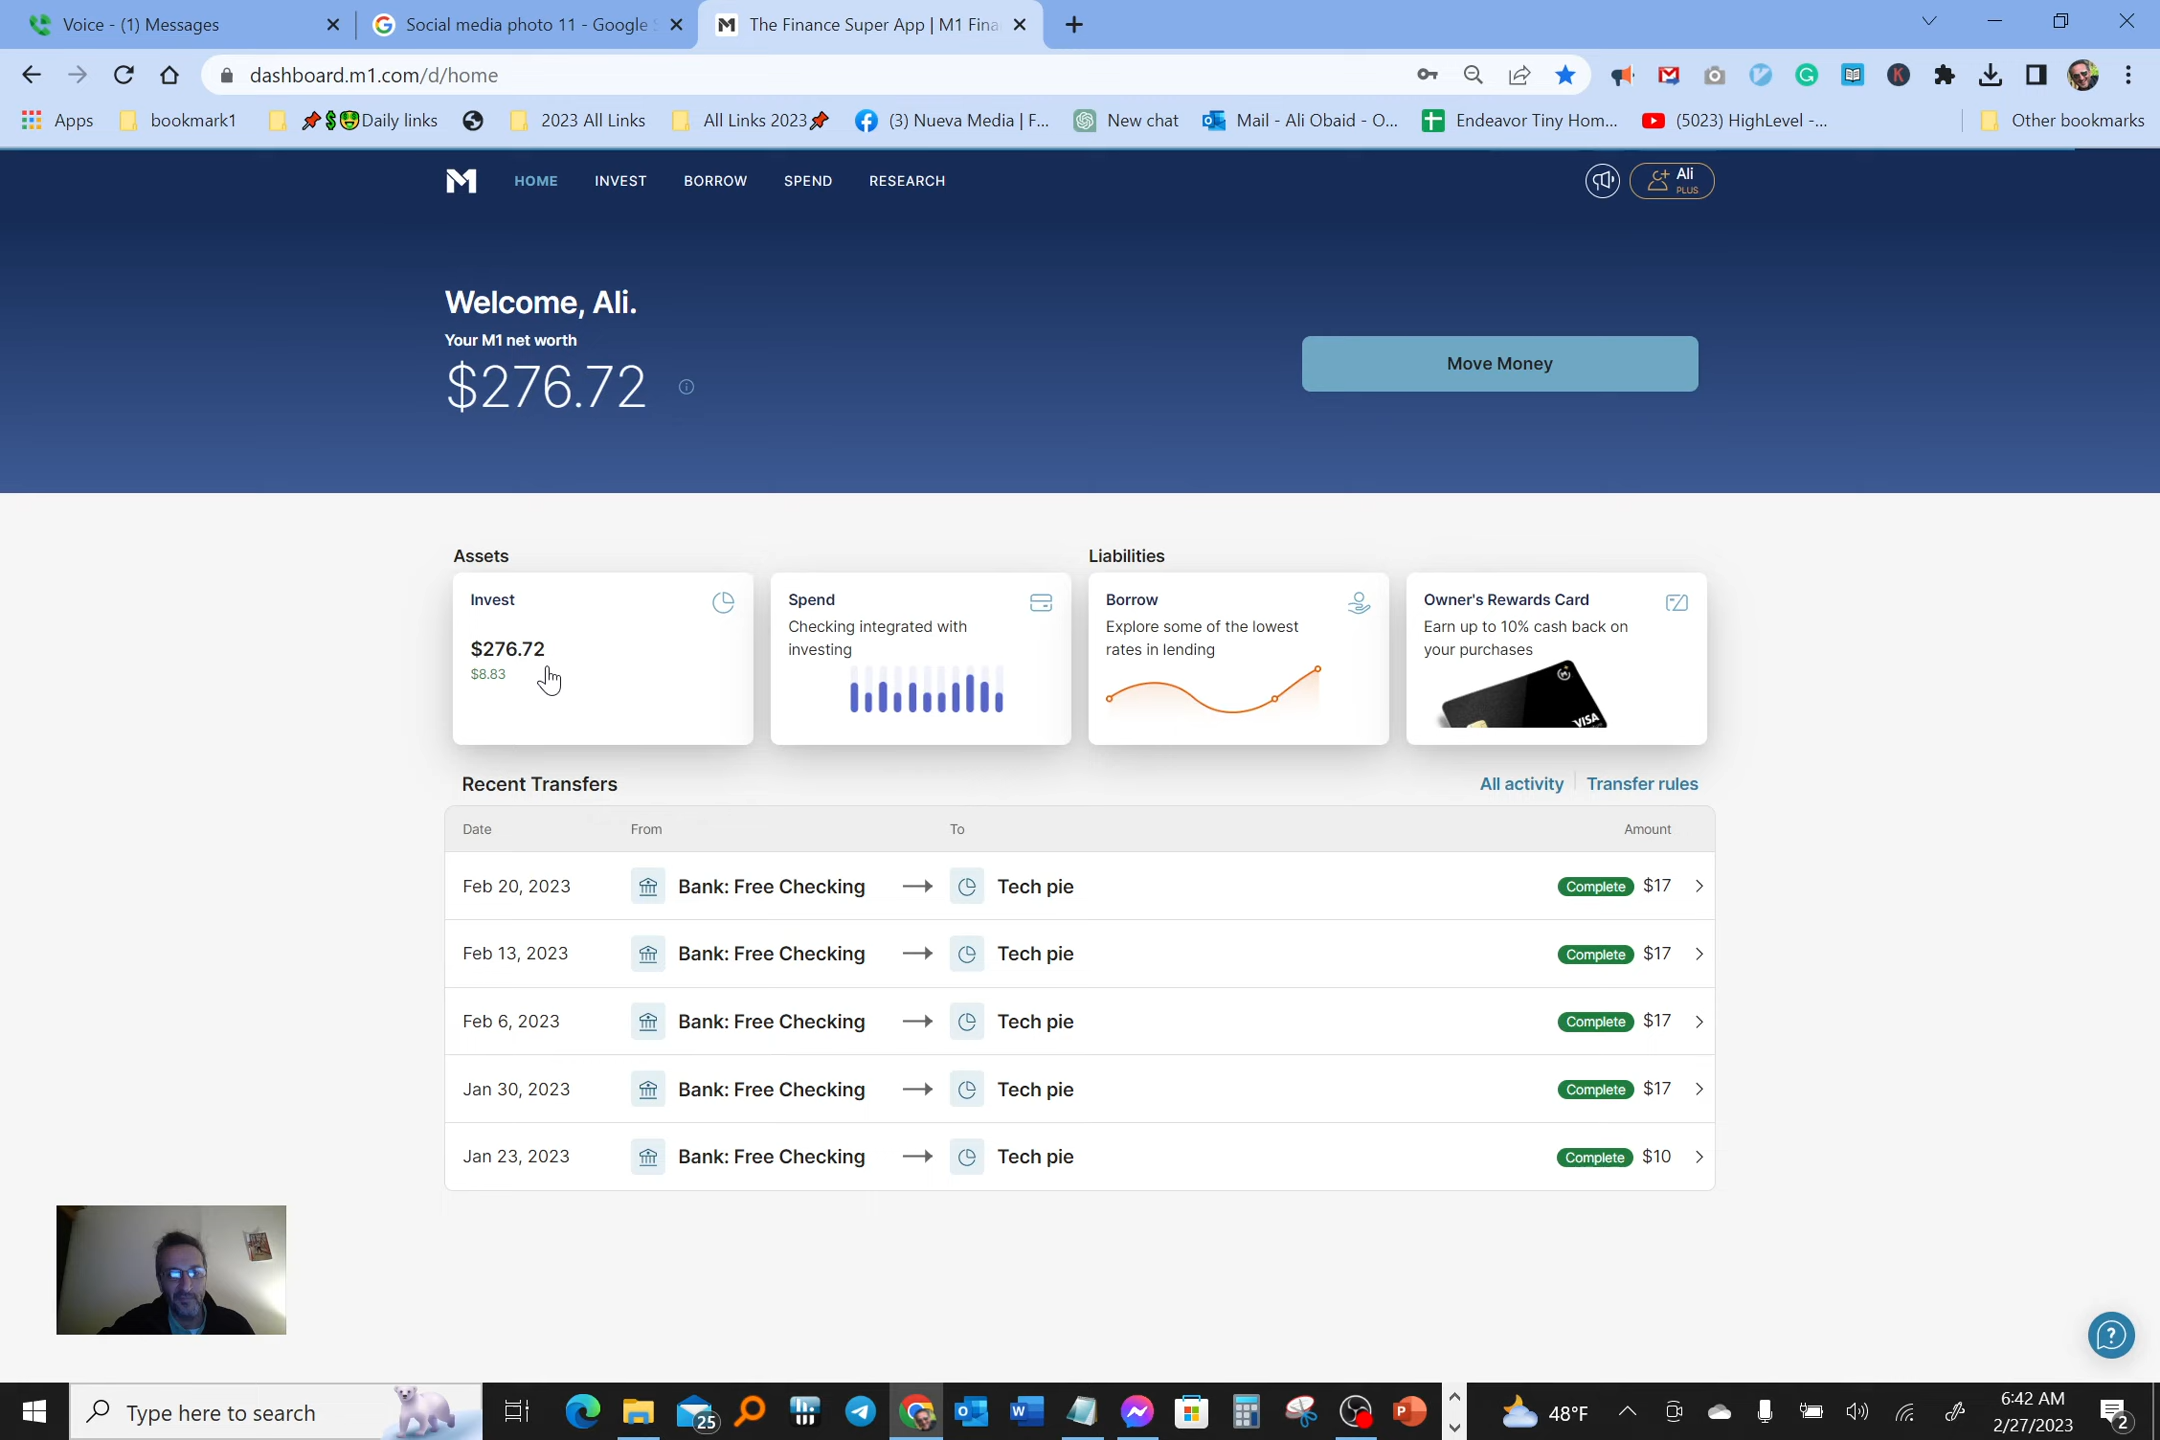 Voice - (1) Messages
Social media photo 11 - Google S
The Finance Super App | M1 Fina
dashboard.m1.com/d/home
Apps
bookmark1
Daily links
2023 All Links
All Links 2023
(3) Nueva Media | F...
New chat
Mail - Ali Obaid - O...
Endeavor Tiny Hom...
(5023) HighLevel -...
Other bookmarks
HOME
INVEST
BORROW
SPEND
RESEARCH
Ali
PLUS
Welcome, Ali.
Your M1 net worth
$276.72
Move Money
Assets
Liabilities
Invest
$276.72
$8.83
Spend
Checking integrated with
investing
Borrow
Explore some of the lowest
rates in lending
Owner's Rewards Card
Earn up to 10% cash back on
your purchases
VISA
Recent Transfers
All activity
Transfer rules
Date From To Amount
Feb 20, 2023 Bank: Free Checking Tech pie Complete $17
Feb 13, 2023 Bank: Free Checking Tech pie Complete $17
Feb 6, 2023 Bank: Free Checking Tech pie Complete $17
Jan 30, 2023 Bank: Free Checking Tech pie Complete $17
Jan 23, 2023 Bank: Free Checking Tech pie Complete $10
Type here to search
25
48°F
6:42 AM
2/27/2023
2